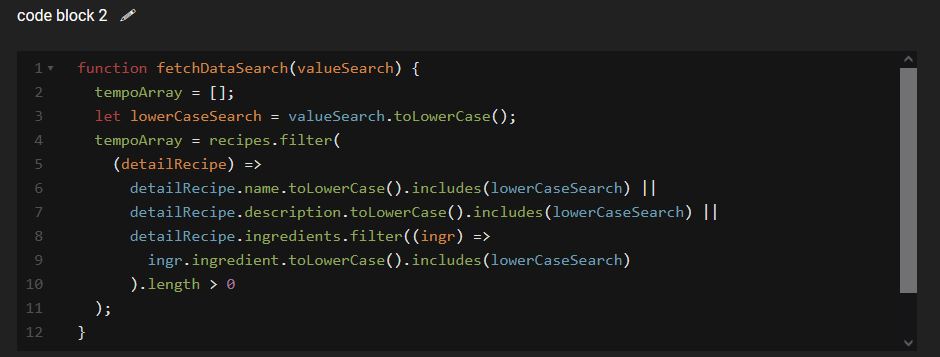 code block 2
1 function fetchDataSearch(valueSearch) {
2 tempoArray = [];
3 let lowerCaseSearch = valueSearch.toLowerCase();
4 tempoArray = recipes.filter(
5 (detailRecipe) =>
6 detailRecipe.name.toLowerCase().includes(lowerCaseSearch) ||
7 detailRecipe.description.toLowerCase().includes(lowerCaseSearch) ||
8 detailRecipe.ingredients.filter((ingr) =>
9 ingr.ingredient.toLowerCase().includes(lowerCaseSearch)
10 ).length > 0
11 );
12 }